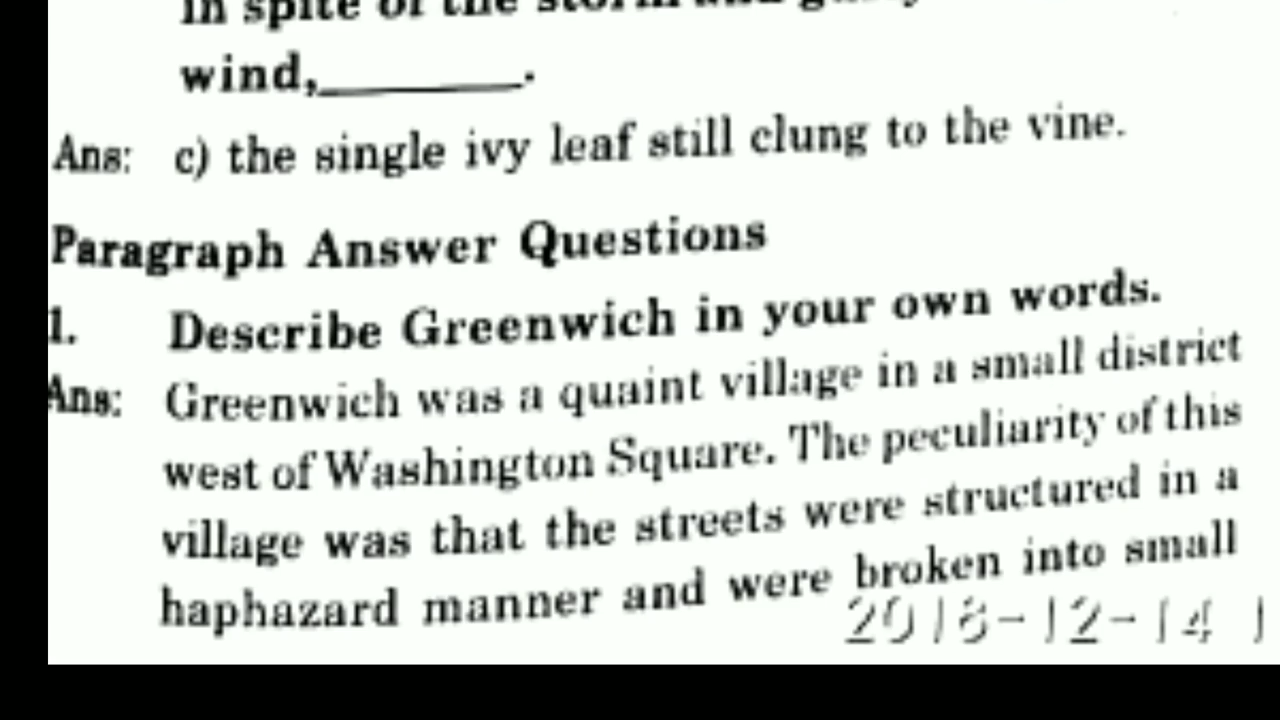 in spite of the storm and gusty
wind,________.
Ans: c) the single ivy leaf still clung to the vine.
Paragraph Answer Questions
1. Describe Greenwich in your own words.
Ans: Greenwich was a quaint village in a small district
west of Washington Square. The peculiarity of this
village was that the streets were structured in a
haphazard manner and were broken into small
2018-12-14 1